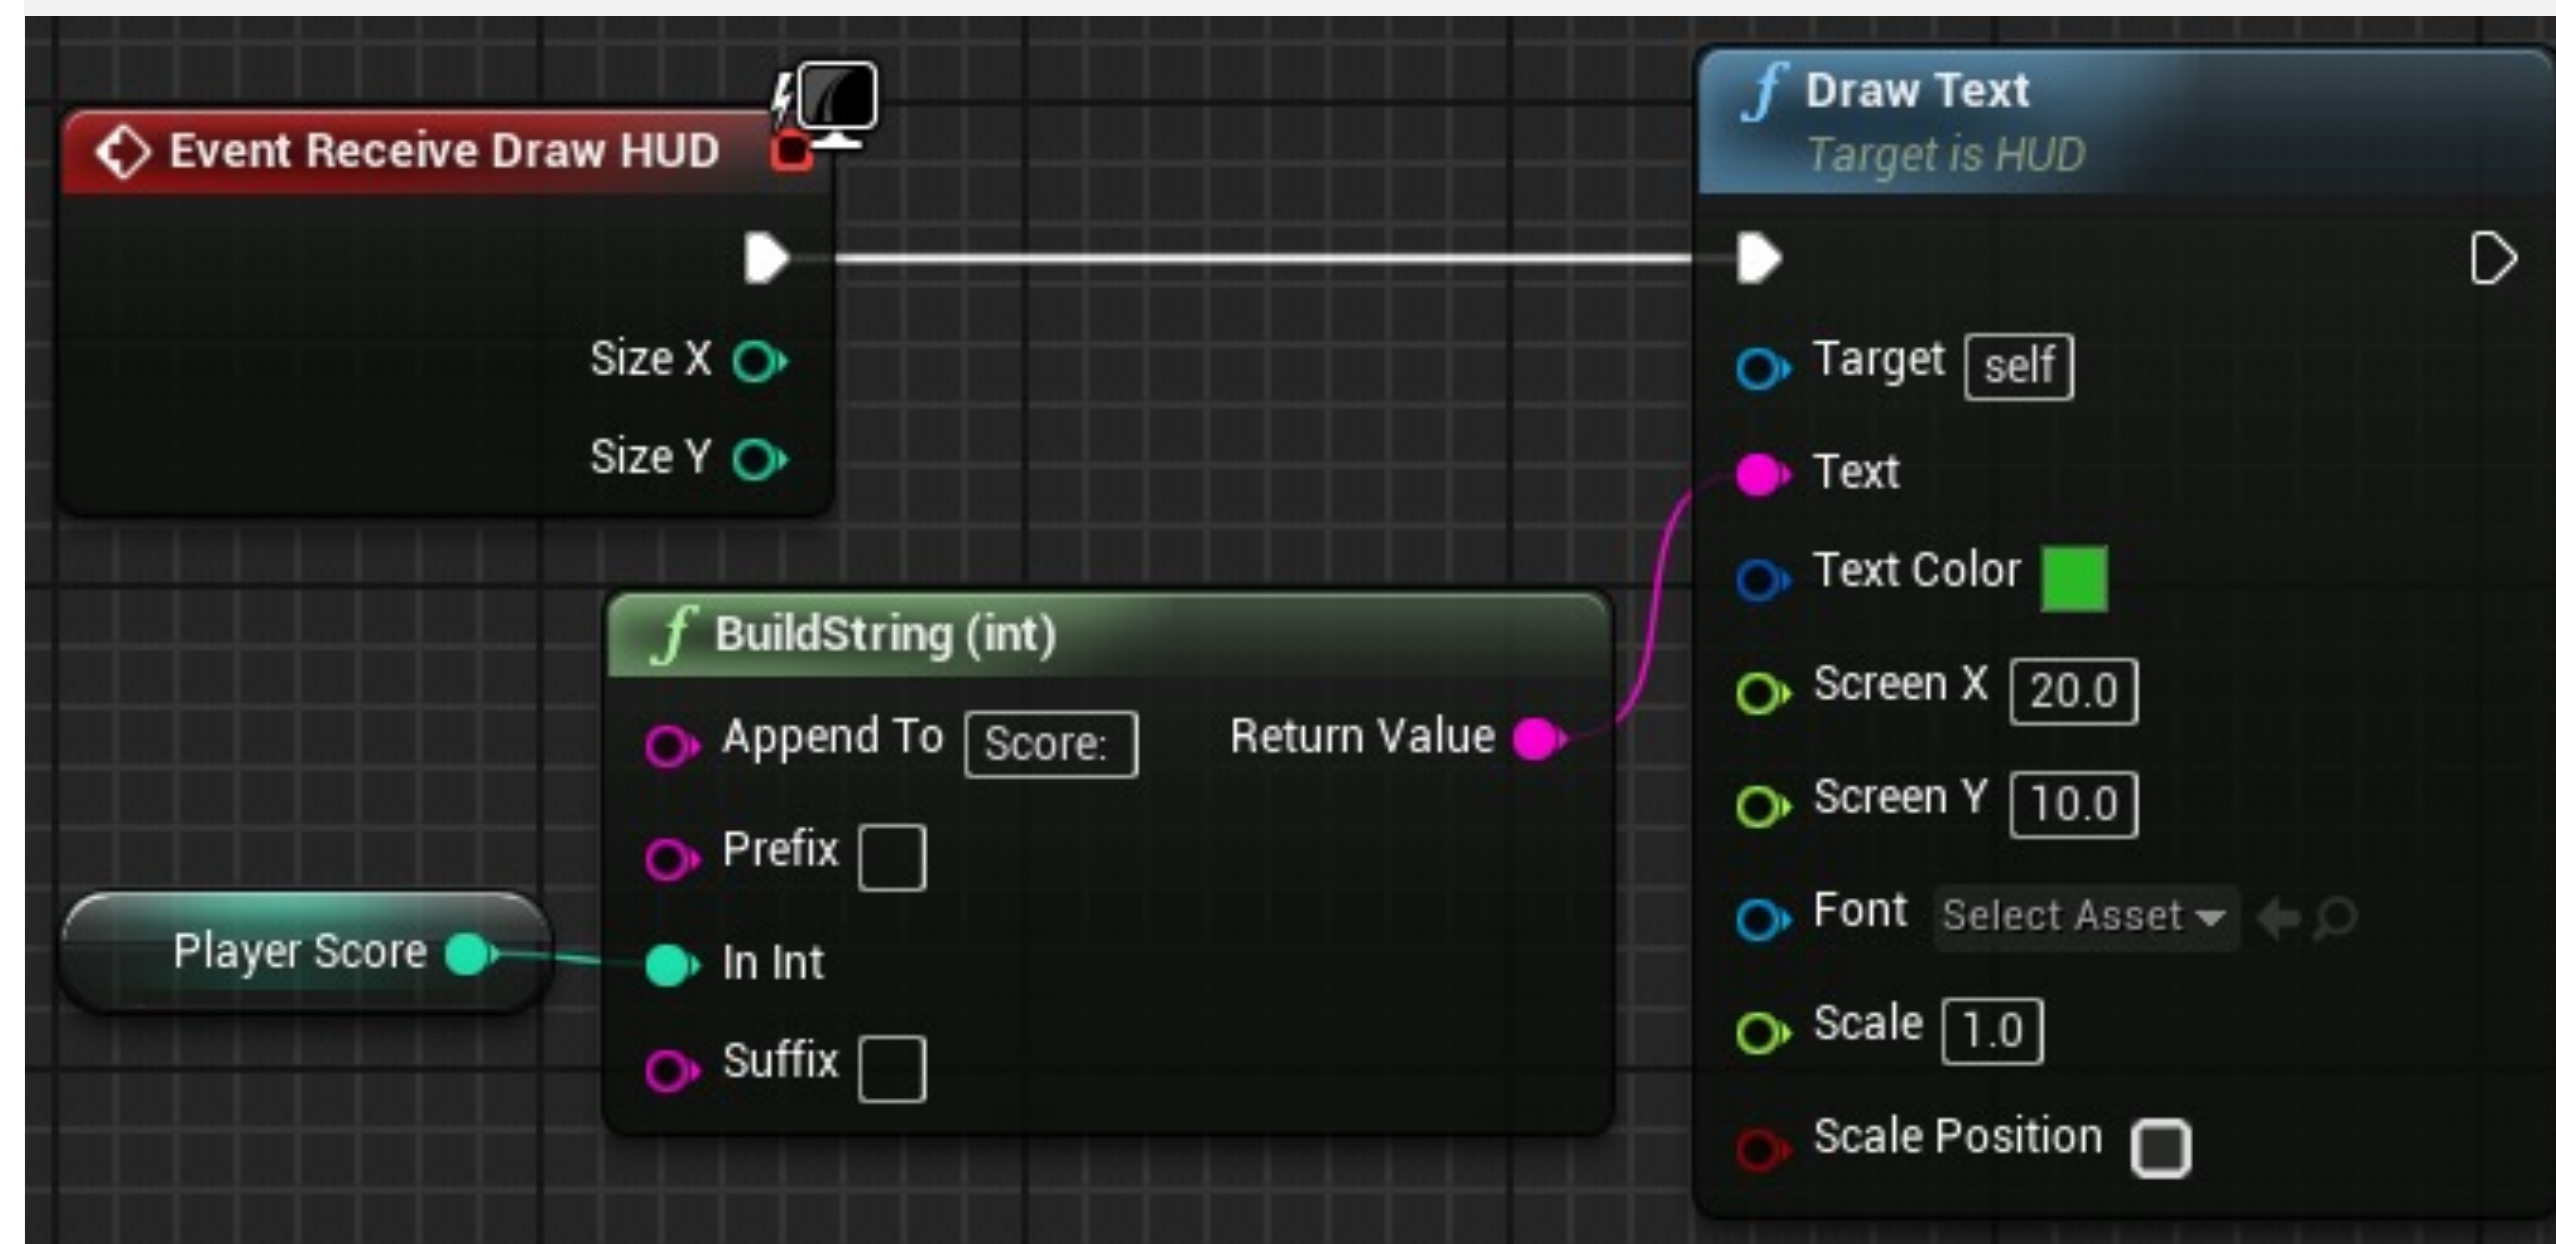 Event Receive Draw HUD
Size X
Size Y
BuildString (int)
Append To Score: Return Value
Prefix
In Int
Suffix
Player Score
Draw Text
Target is HUD
Target self
Text
Text Color
Screen X 20.0
Screen Y 10.0
Font Select Asset
Scale 1.0
Scale Position